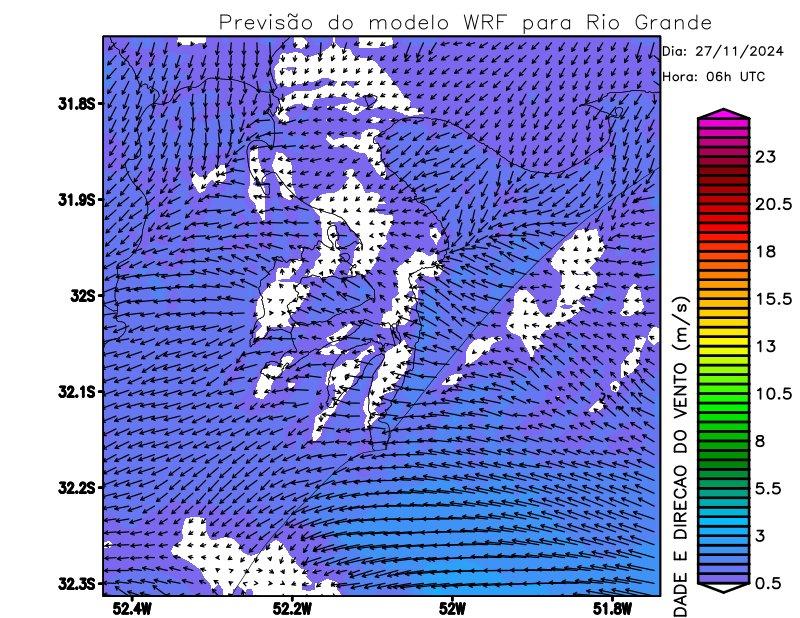 Previsão do modelo WRF para Rio Grande
Dia: 27/11/2024
Hora: 06h UTC
31.8S
31.9S
32S
32.1S
32.2S
32.3S
52.4W
52.2W
52W
51.8W
23
20.5
18
15.5
13
10.5
8
5.5
3
0.5
DADE E DIRECAO DO VENTO (m/s)